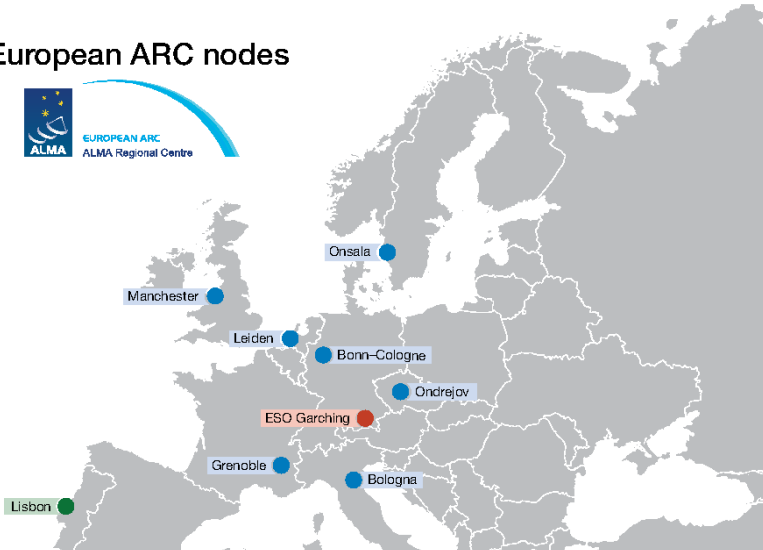 European ARC nodes
ALMA
EUROPEAN ARC
ALMA Regional Centre
Onsala
Manchester
Leiden
Bonn–Cologne
Ondrejov
ESO Garching
Grenoble
Bologna
Lisbon